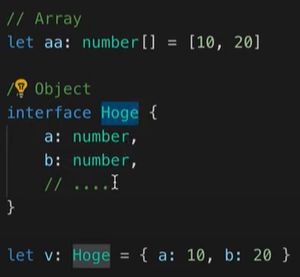 // Array
let aa: number[] = [10, 20]
/ Object
interface Hoge {
a: number,
b: number,
// ....
}
let v: Hoge = { a: 10, b: 20 }